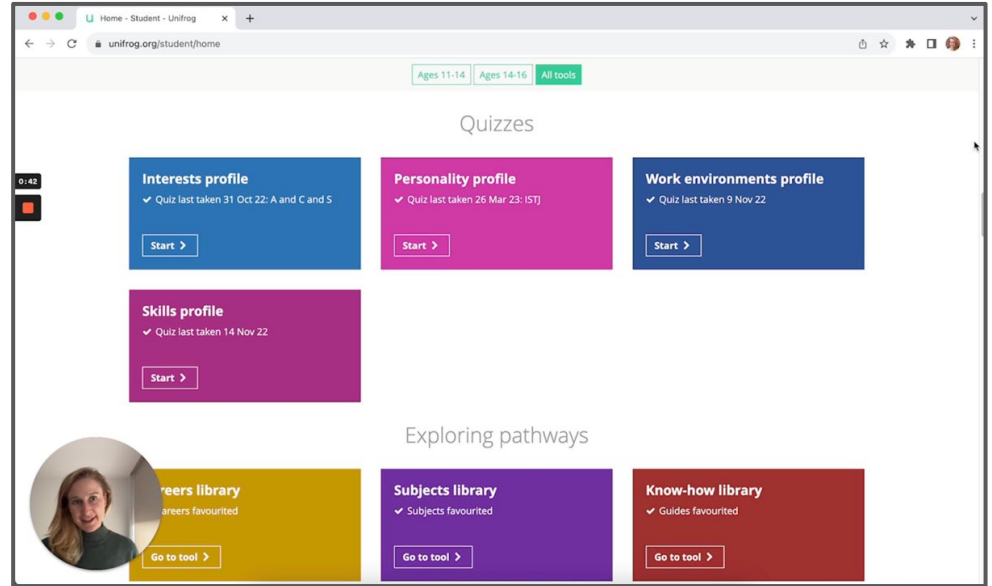 Home - Student - Unifrog
unifrog.org/student/home
Ages 11-14 Ages 14-16 All tools
Quizzes
0:42
Interests profile
Quiz last taken 31 Oct 22: A and C and S
Start
Personality profile
Quiz last taken 26 Mar 23: ISTJ
Start
Work environments profile
Quiz last taken 9 Nov 22
Start
Skills profile
Quiz last taken 14 Nov 22
Start
Exploring pathways
reers library
areers favourited
Go to tool
Subjects library
Subjects favourited
Go to tool
Know-how library
Guides favourited
Go to tool